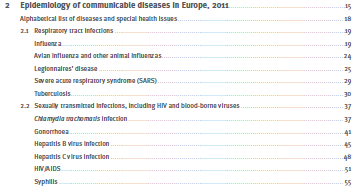 2 Epidemiology of communicable diseases in Europe, 2011 15
Alphabetical list of diseases and special health issues 18
2.1 Respiratory tract infections 19
Influenza 19
Avian influenza and other animal influenzas 24
Legionnaires' disease 25
Severe acute respiratory syndrome (SARS) 29
Tuberculosis 30
2.2 Sexually transmitted infections, including HIV and blood-borne viruses 37
Chlamydia trachomatis infection 37
Gonorrhoea 41
Hepatitis B virus infection 45
Hepatitis C virus infection 48
HIV/AIDS 51
Syphilis 55